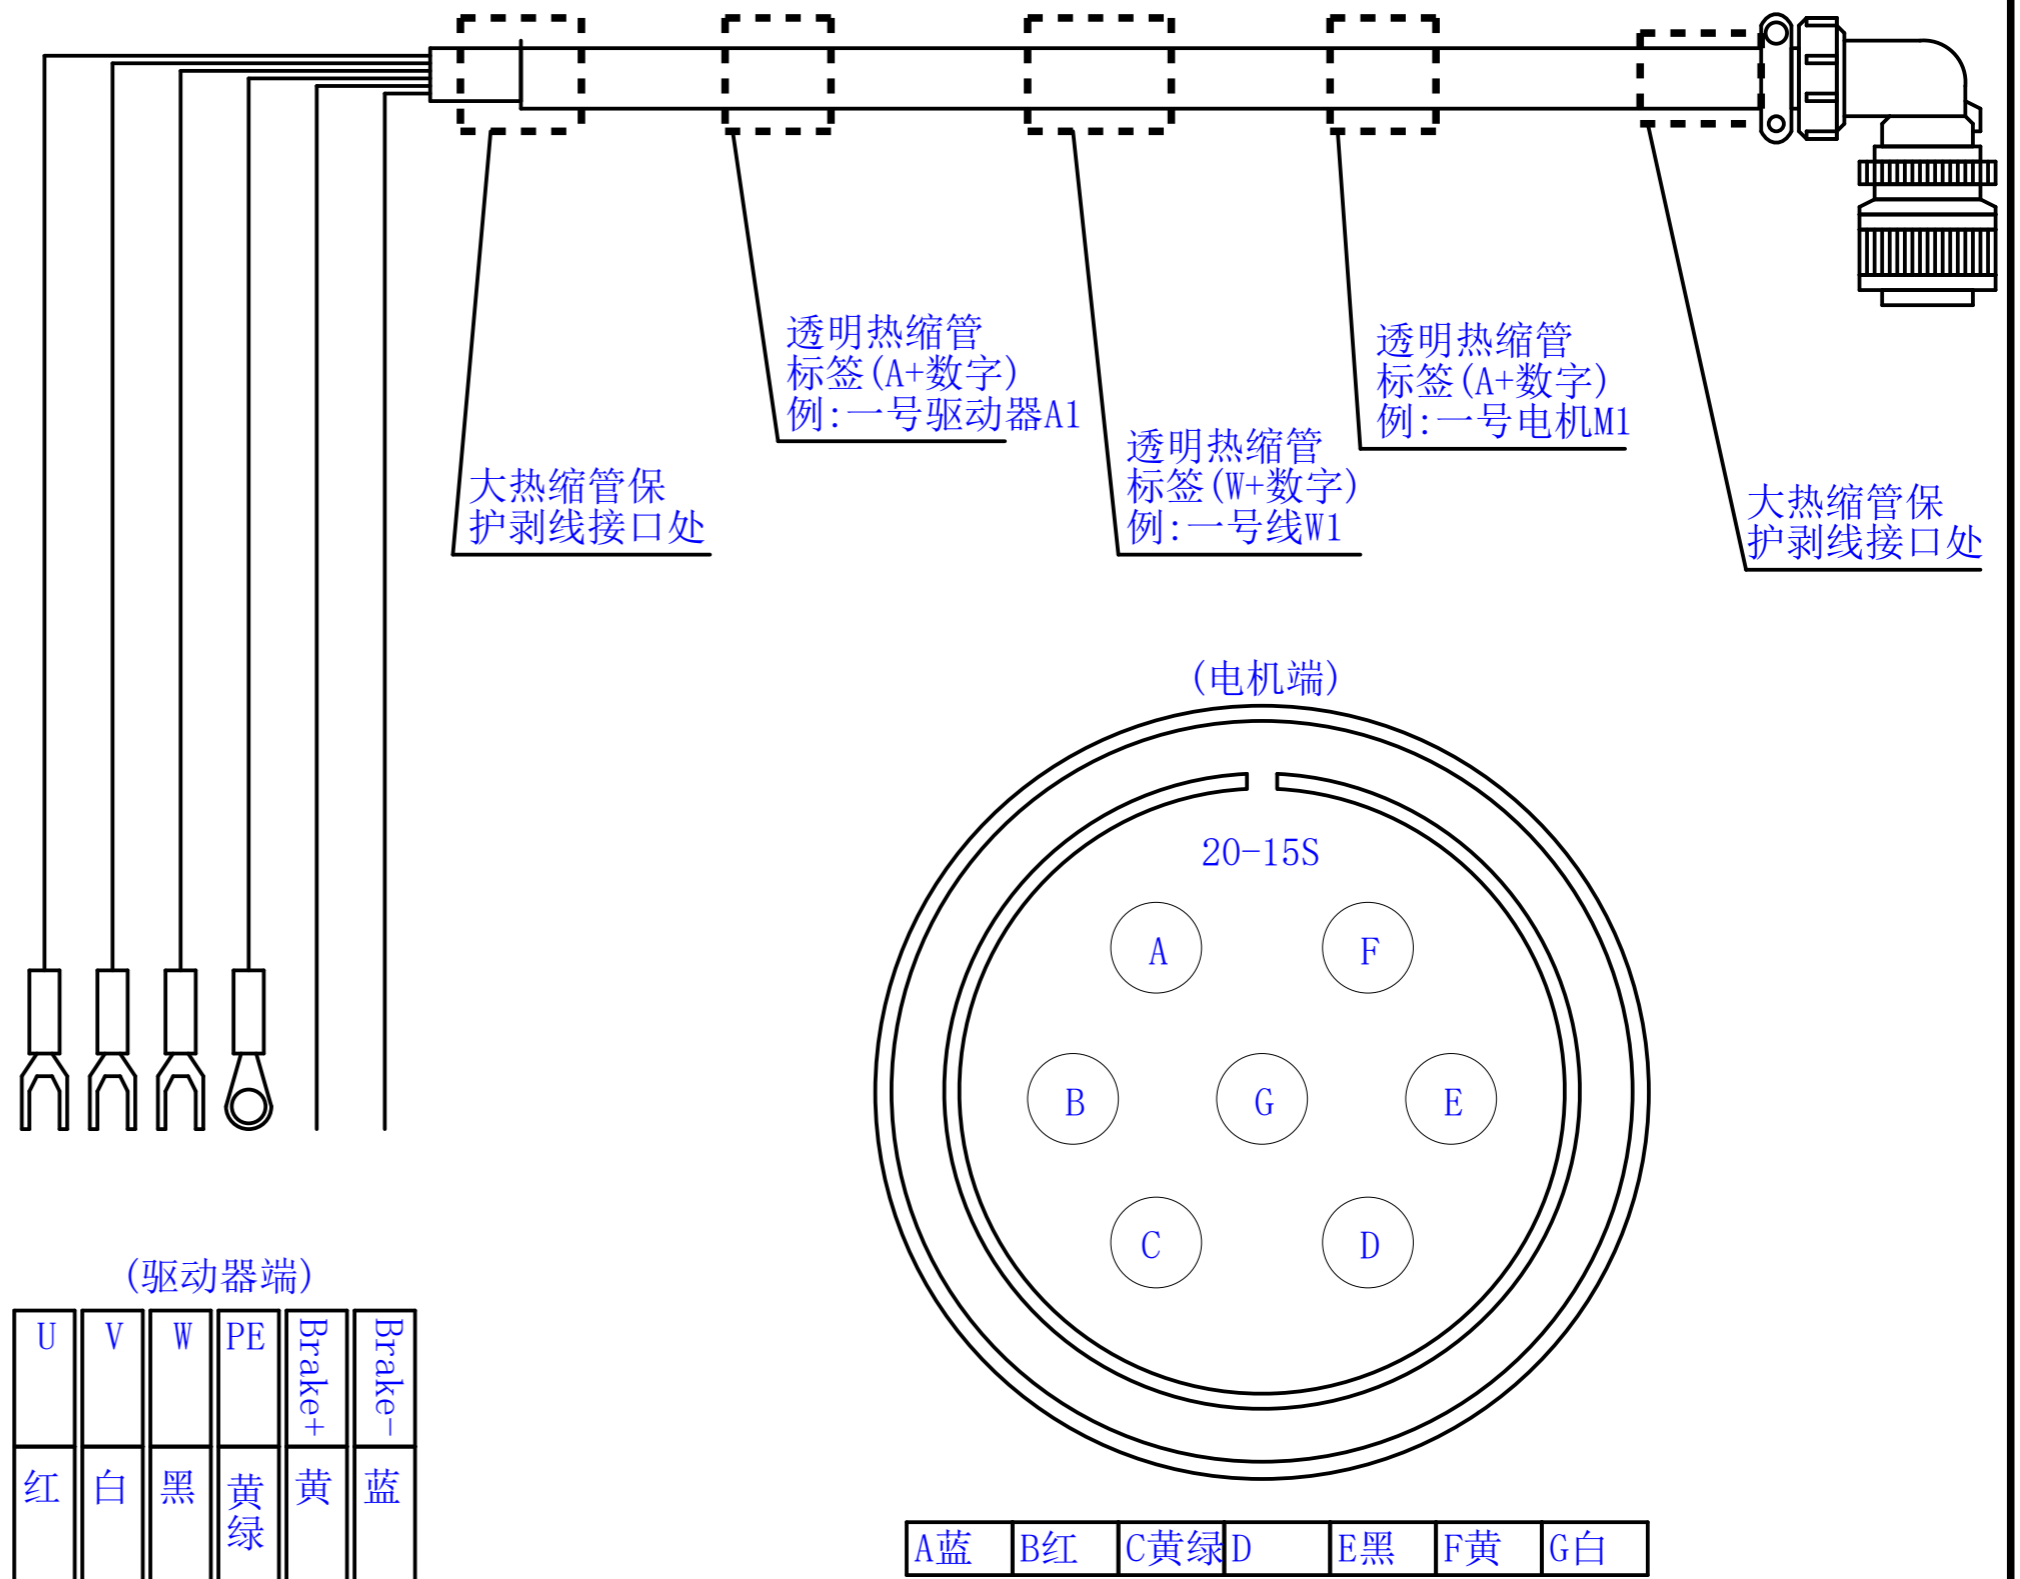 透明热缩管
标签(A+数字)
例:一号驱动器A1
透明热缩管
标签(A+数字)
例:一号电机M1
透明热缩管
标签(W+数字)
例:一号线W1
大热缩管保
护剥线接口处
大热缩管保
护剥线接口处
(电机端)
20-15S
A
F
B
G
E
C
D
(驱动器端)
U V W PE Brake+ Brake-
红 白 黑 黄绿 黄 蓝
A蓝 B红 C黄绿 D E黑 F黄 G白